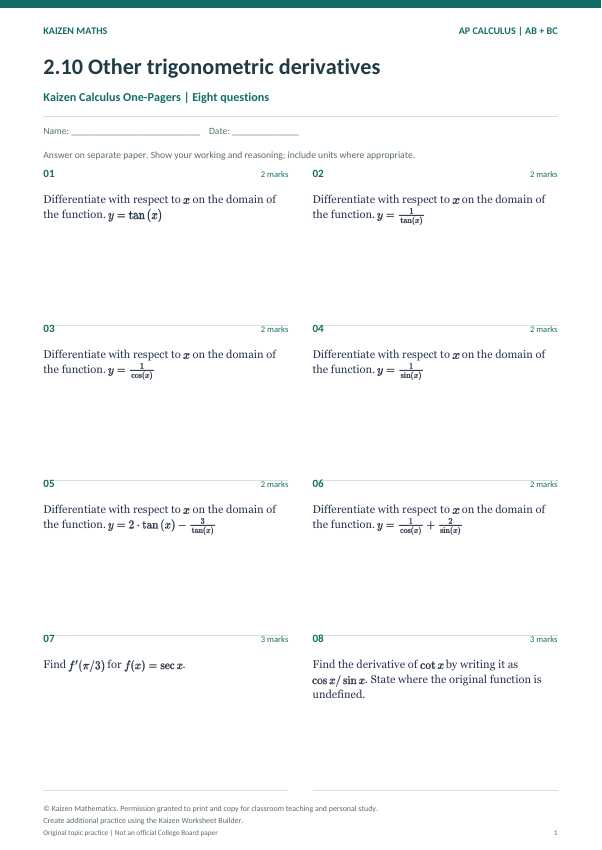 KAIZEN MATHS
AP CALCULUS | AB + BC
2.10 Other trigonometric derivatives
Kaizen Calculus One-Pagers | Eight questions
Name: ___________________________ Date: ______________
Answer on separate paper. Show your working and reasoning; include units where appropriate.
01 2 marks
Differentiate with respect to x on the domain of
the function. y = tan (x)
02 2 marks
Differentiate with respect to x on the domain of
the function. y = 1/tan(x)
03 2 marks
Differentiate with respect to x on the domain of
the function. y = 1/cos(x)
04 2 marks
Differentiate with respect to x on the domain of
the function. y = 1/sin(x)
05 2 marks
Differentiate with respect to x on the domain of
the function. y = 2 · tan (x) − 3/tan(x)
06 2 marks
Differentiate with respect to x on the domain of
the function. y = 1/cos(x) + 2/sin(x)
07 3 marks
Find f′(π/3) for f(x) = sec x.
08 3 marks
Find the derivative of cot x by writing it as
cos x/ sin x. State where the original function is
undefined.
© Kaizen Mathematics. Permission granted to print and copy for classroom teaching and personal study.
Create additional practice using the Kaizen Worksheet Builder.
Original topic practice | Not an official College Board paper
1